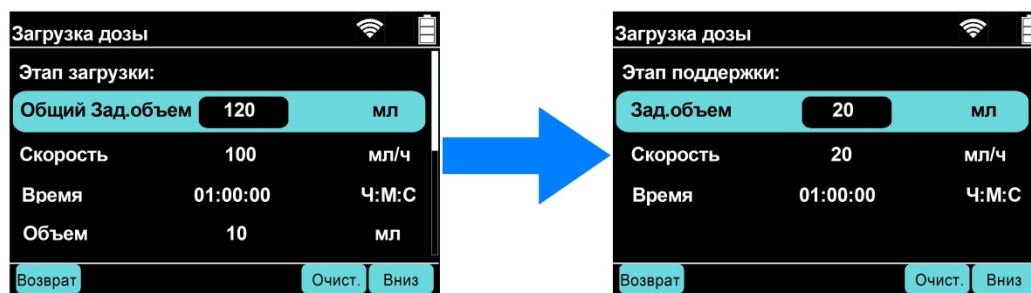 Загрузка дозы
Этап загрузки:
Общий Зад.объем 120 мл
Скорость 100 мл/ч
Время 01:00:00 Ч:М:С
Объем 10 мл
Возврат Очист. Вниз
Загрузка дозы
Этап поддержки:
Зад.объем 20 мл
Скорость 20 мл/ч
Время 01:00:00 Ч:М:С
Возврат Очист. Вниз